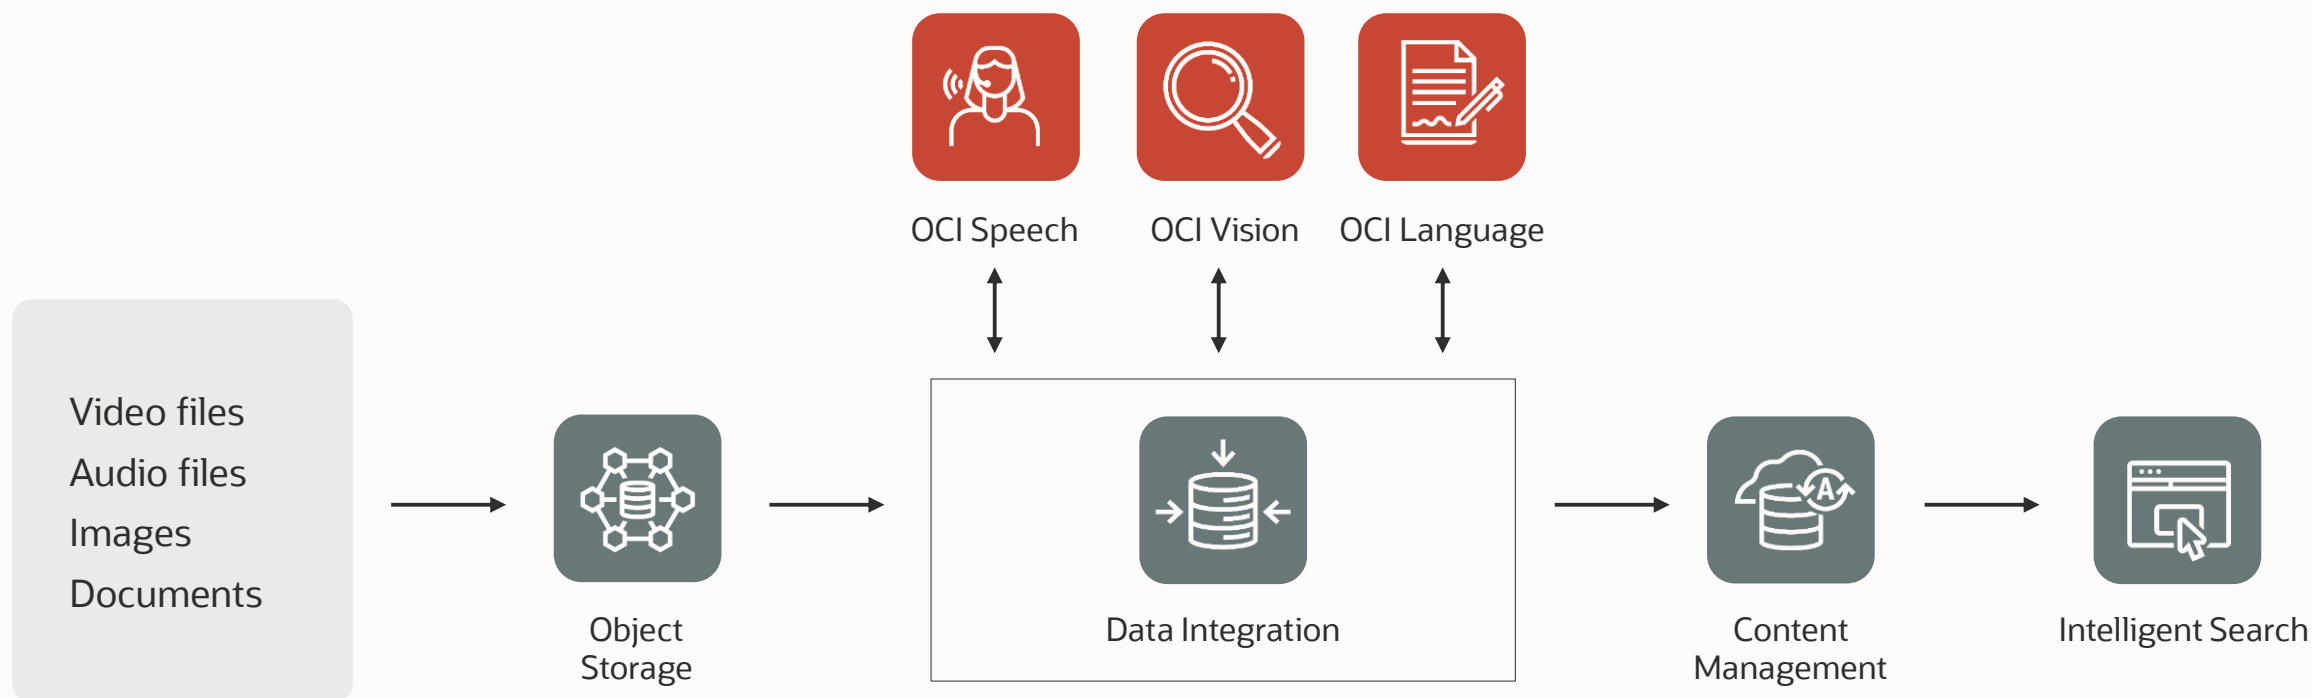 OCI Speech
OCI Vision
OCI Language
Video files
Audio files
Images
Documents
Object
Storage
Data Integration
A
Content
Management
Intelligent Search